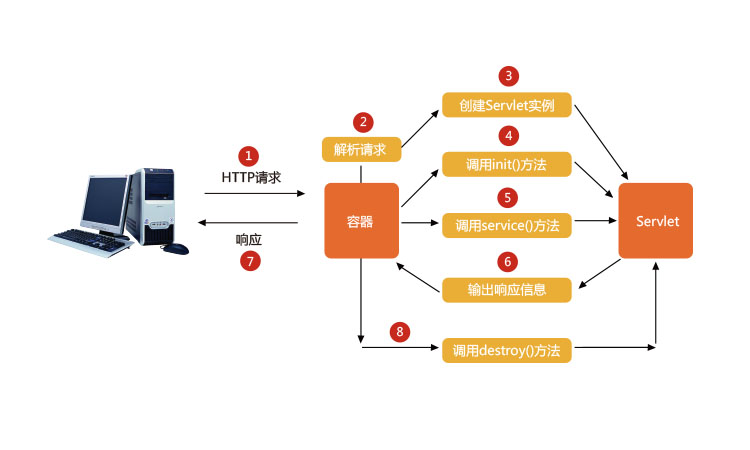 3
创建Servlet实例
2
解析请求
4
调用init()方法
1
HTTP请求
容器
5
调用service()方法
Servlet
响应
7
6
输出响应信息
8
调用destroy()方法